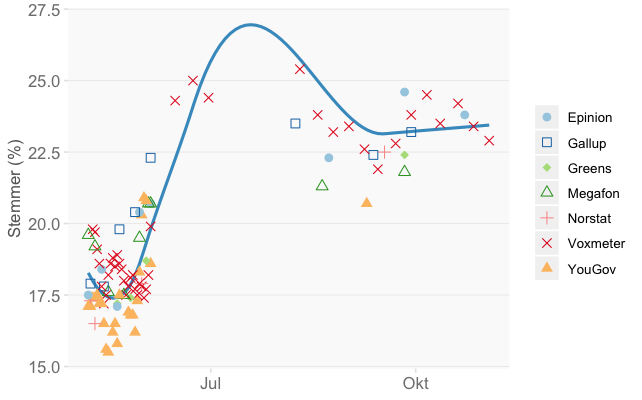 27.5
25.0
22.5
20.0
17.5
15.0
Stemmer (%)
Jul
Okt
Epinion
Gallup
Greens
Megafon
Norstat
Voxmeter
YouGov